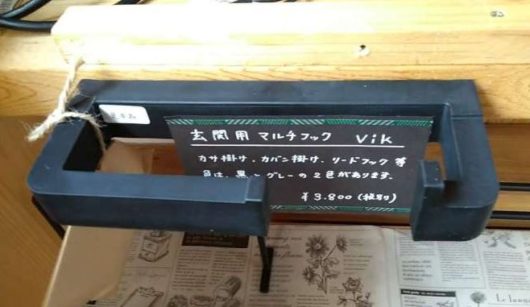 玄関用マルチフック Vik
カサ掛け、カバン掛け、リードフック 等
色は、黒とグレーの2色があります。
¥3.800（税別）